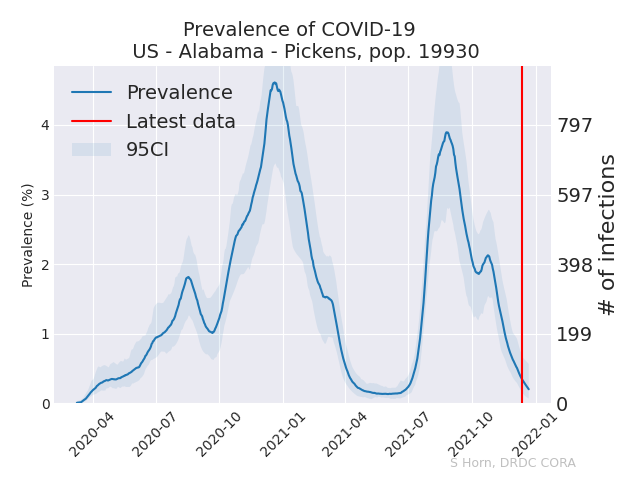 Prevalence of COVID-19
US - Alabama - Pickens, pop. 19930
Prevalence
Latest data
95CI
Prevalence (%)
4
3
2
1
0
797
597
398
199
0
# of infections
2020-04
2020-07
2020-10
2021-01
2021-04
2021-07
2021-10
2022-01
S Horn, DRDC CORA